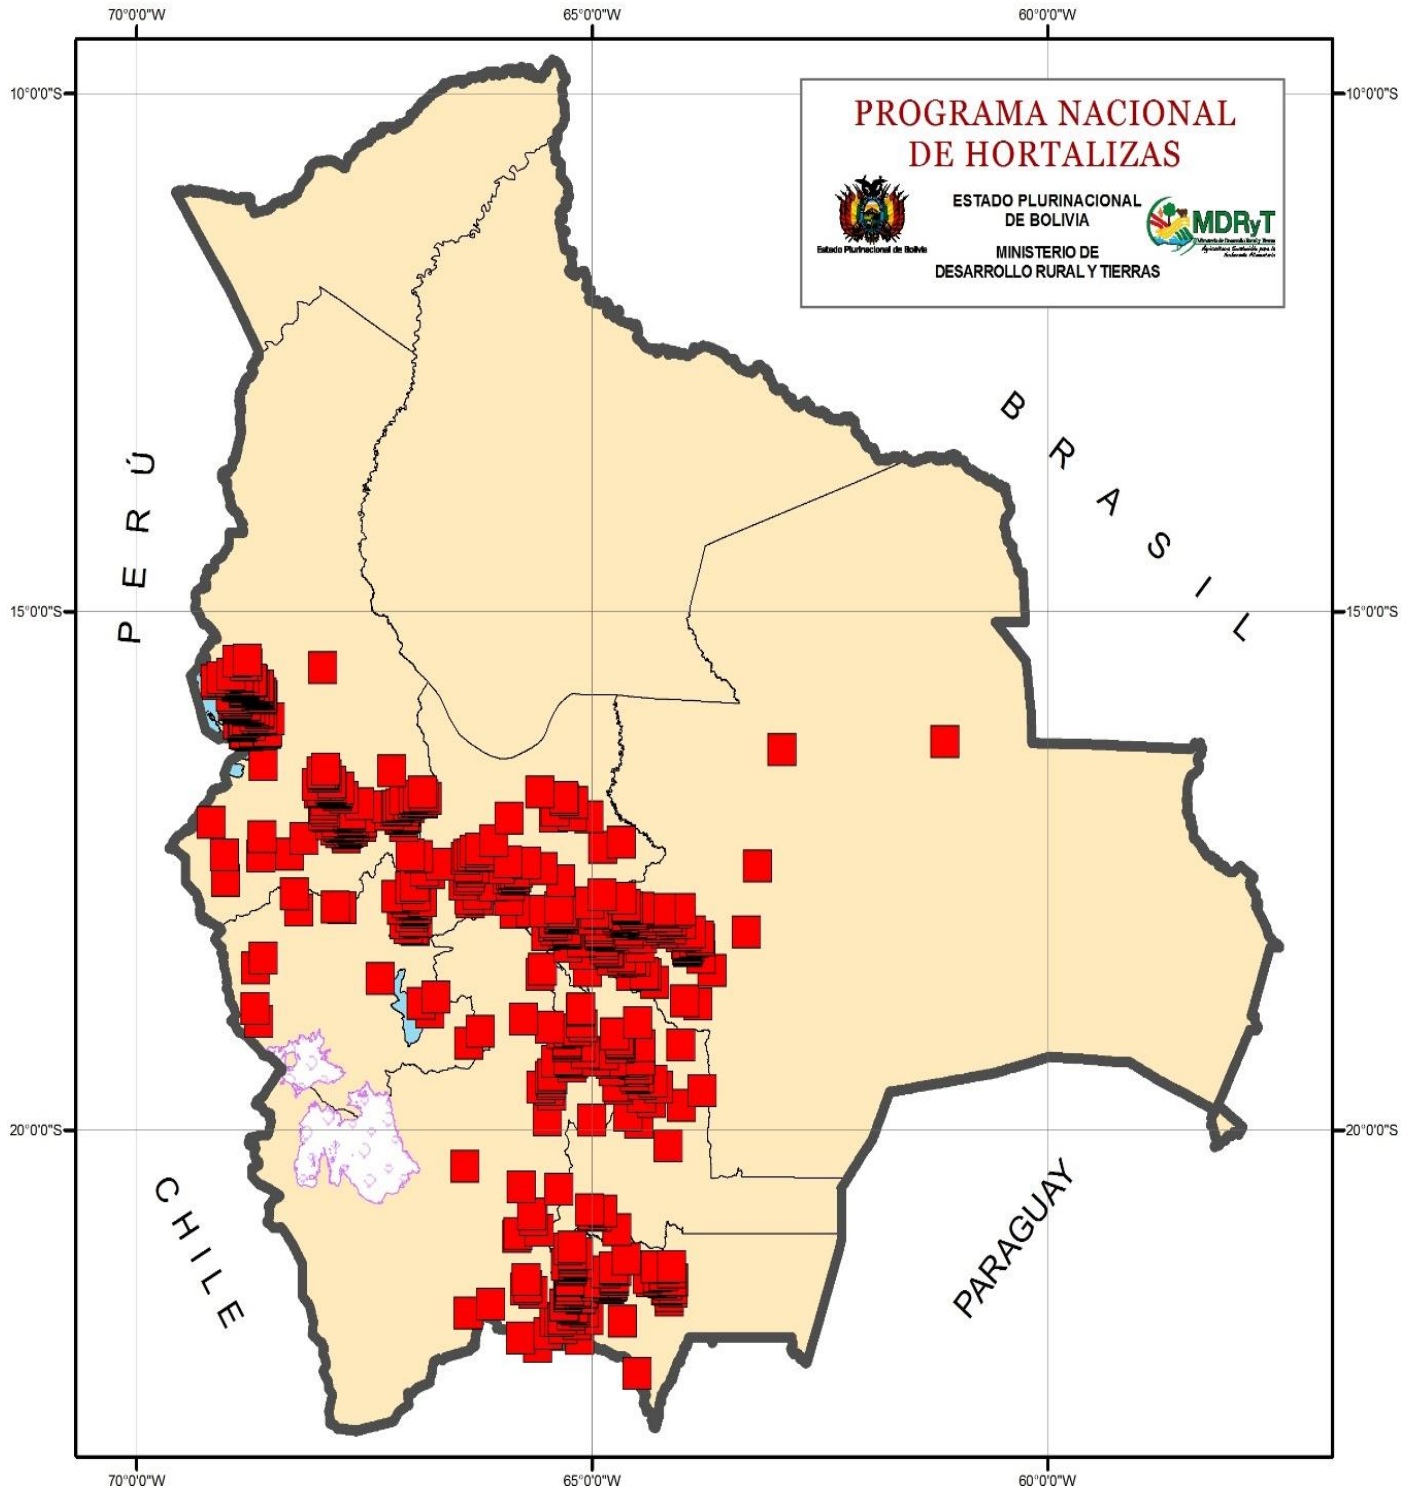 70°0'0"W 65°0'0"W 60°0'0"W
10°0'0"S 10°0'0"S
PROGRAMA NACIONAL
DE HORTALIZAS
ESTADO PLURINACIONAL
DE BOLIVIA
MINISTERIO DE
DESARROLLO RURAL Y TIERRAS
Estado Plurinacional de Bolivia
MDRyT
BRASIL
PERÚ
15°0'0"S 15°0'0"S
20°0'0"S 20°0'0"S
CHILE
PARAGUAY
70°0'0"W 65°0'0"W 60°0'0"W